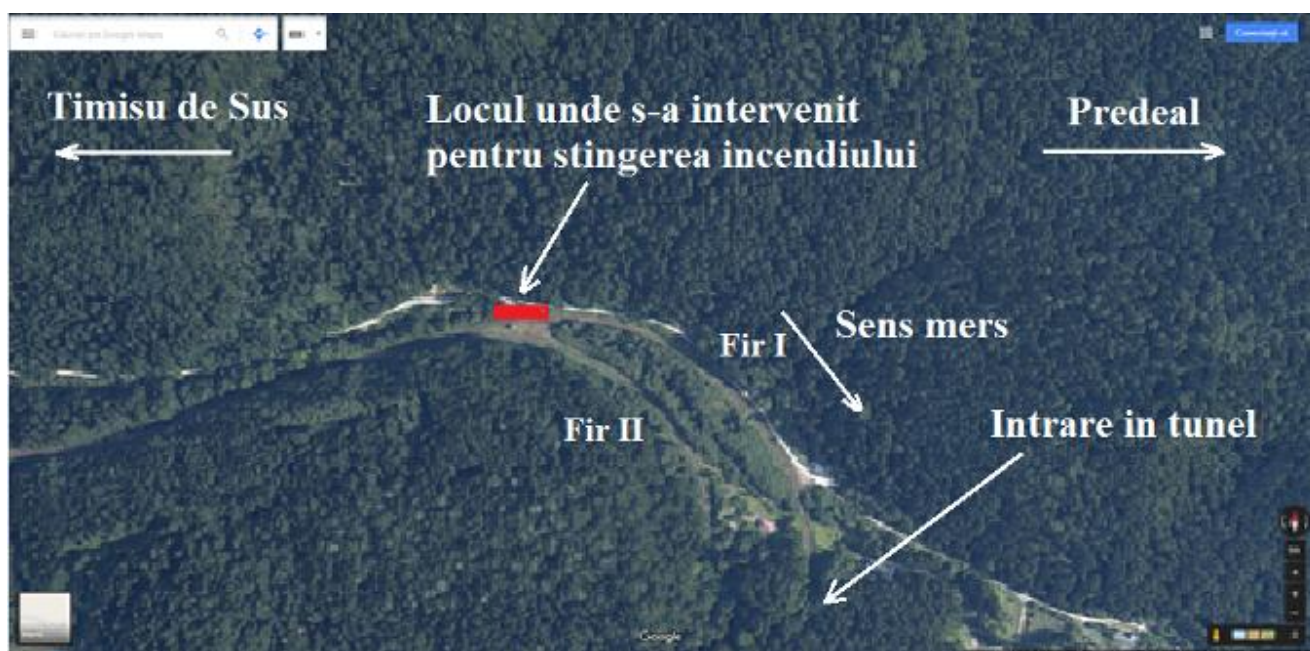 Timisu de Sus
Locul unde s-a intervenit
pentru stingerea incendiului
Predeal
Sens mers
Fir I
Intrare in tunel
Fir II
Google